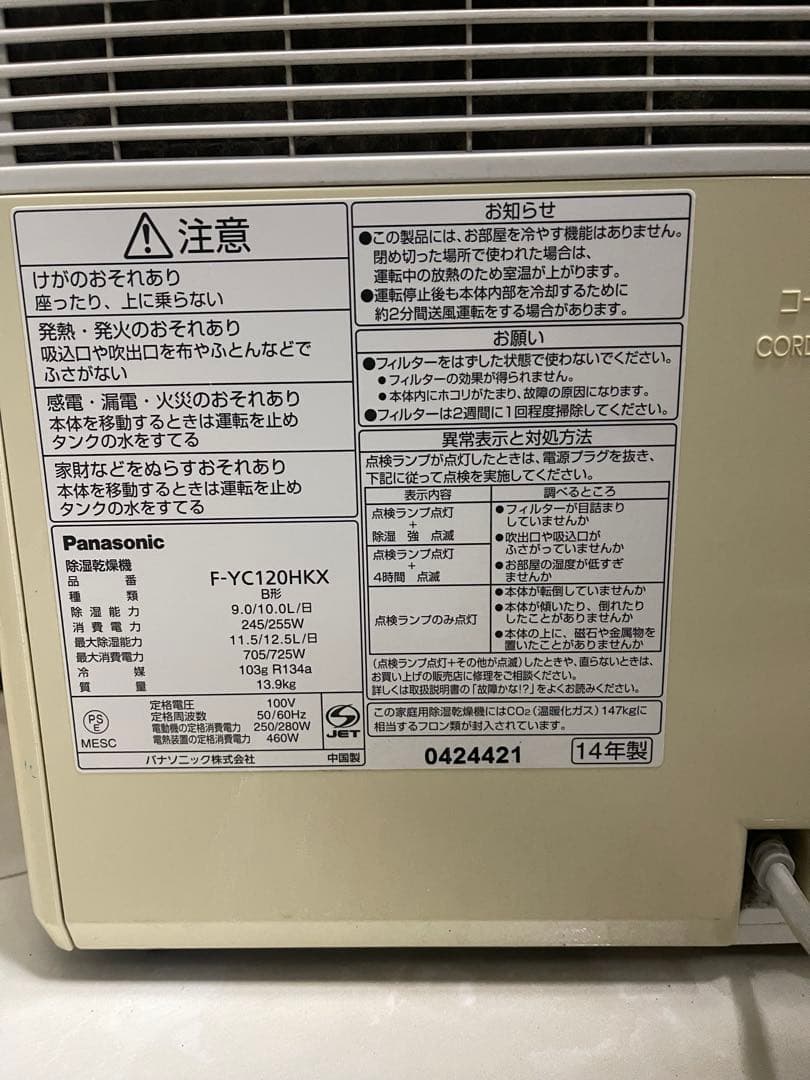 注意
けがのおそれあり
座ったり、上に乗らない
発熱・発火のおそれあり
吸込口や吹出口を布やふとんなどで
ふさがない
感電・漏電・火災のおそれあり
本体を移動するときは運転を止め
タンクの水をすてる
家財などをぬらすおそれあり
本体を移動するときは運転を止め
タンクの水をすてる
Panasonic
除湿乾燥機
品番 F-YC120HKX
種類 B形
除湿能力 9.0/10.0L/日
消費電力 245/255W
最大除湿能力 11.5/12.5L/日
最大消費電力 705/725W
冷媒 103g R134a
質量 13.9kg
PSE
MESC
定格電圧 100V
定格周波数 50/60Hz
電動機の定格消費電力 250/280W
電熱装置の定格消費電力 460W
JET
パナソニック株式会社 中国製
お知らせ
●この製品には、お部屋を冷やす機能はありません。
閉め切った場所で使われた場合は、
運転中の放熱のため室温が上がります。
●運転停止後も本体内部を冷却するために
約2分間送風運転をする場合があります。
お願い
●フィルターをはずした状態で使わないでください。
●フィルターの効果が得られません。
●本体内にホコリがたまり、故障の原因になります。
●フィルターは2週間に1回程度掃除してください。
異常表示と対処方法
点検ランプが点灯したときは、電源プラグを抜き、
下記に従って点検を実施してください。
表示内容 調べるところ
点検ランプ点灯
+
除湿 強 点滅
点検ランプ点灯
+
4時間 点滅
●フィルターが目詰まり
していませんか
●吹出口や吸込口が
ふさがっていませんか
●お部屋の温度が低すぎ
ませんか
点検ランプのみ点灯
●本体が転倒していませんか
●本体が傾いたり、倒れたり
したことがありませんか
●本体の上に、磁石や金属物を
置いたことがありませんか
(点検ランプ点灯+その他が点滅)したときや、直らないときは、
お買い上げの販売店に修理をご相談ください。
詳しくは取扱説明書の「故障かな!?」をよくお読みください。
この家庭用除湿乾燥機にはCO₂(温暖化ガス)147kgに
相当するフロン類が封入されています。
0424421 14年製
コー
CORD